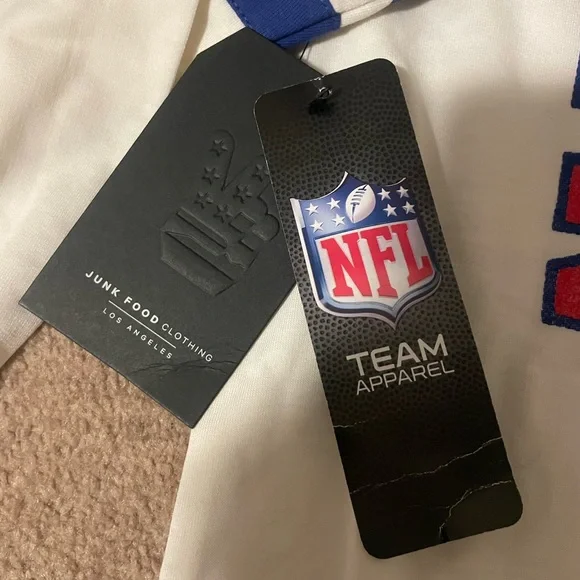 JUNK FOOD CLOTHING
LOS ANGELES
NFL
TEAM
APPAREL